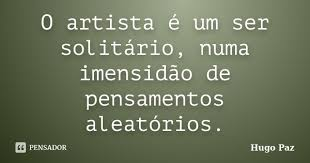 O artista é um ser
solitário, numa
imensidão de
pensamentos
aleatórios.
PENSADOR
Hugo Paz